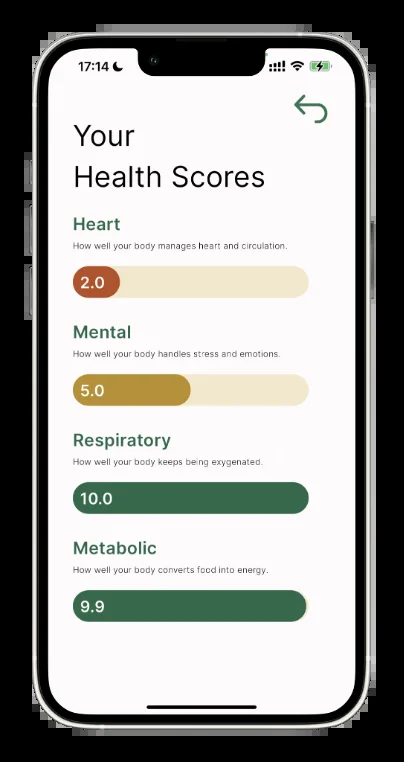 17:14
Your
Health Scores
Heart
How well your body manages heart and circulation.
2.0
Mental
How well your body handles stress and emotions.
5.0
Respiratory
How well your body keeps being exygenated.
10.0
Metabolic
How well your body converts food into energy.
9.9